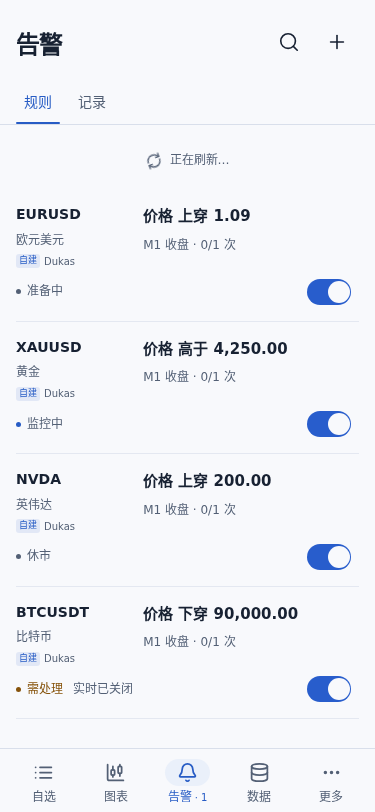 告警
规则 记录
正在刷新...
EURUSD 价格 上穿 1.09
欧元美元 M1 收盘 · 0/1 次
自建 Dukas
准备中
XAUUSD 价格 高于 4,250.00
黄金 M1 收盘 · 0/1 次
自建 Dukas
监控中
NVDA 价格 上穿 200.00
英伟达 M1 收盘 · 0/1 次
自建 Dukas
休市
BTCUSDT 价格 下穿 90,000.00
比特币 M1 收盘 · 0/1 次
自建 Dukas
需处理 实时已关闭
自选 图表 告警 · 1 数据 更多